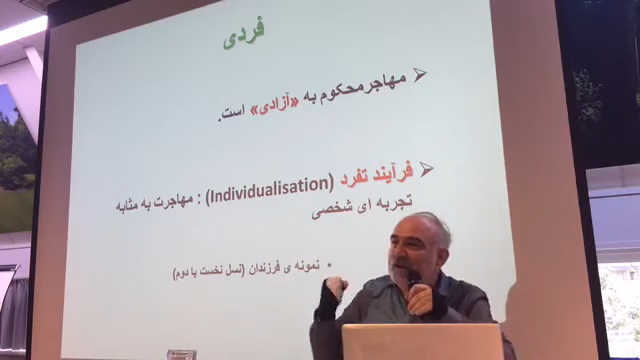 فردی
مهاجرمحکوم به «آزادی» است.
فرآیند تفرد (Individualisation) : مهاجرت به مثابه
تجربه ای شخصی
نمونه ی فرزندان (نسل نخست یا دوم)